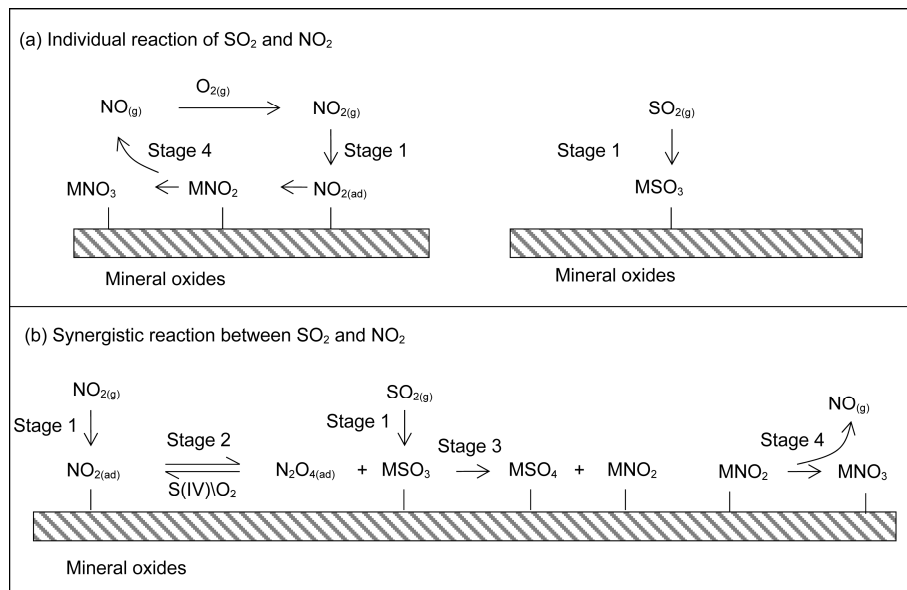 (a) Individual reaction of SO₂ and NO₂
O₂(g)
NO(g) NO₂(g) SO₂(g)
Stage 4 Stage 1 Stage 1
MNO₃ MNO₂ NO₂(ad) MSO₃
Mineral oxides Mineral oxides
(b) Synergistic reaction between SO₂ and NO₂
NO₂(g) SO₂(g) NO(g)
Stage 1 Stage 2 Stage 1 Stage 3 Stage 4
NO₂(ad) N₂O₄(ad) + MSO₃ MSO₄ + MNO₂ MNO₂ MNO₃
S(IV)\O₂
Mineral oxides